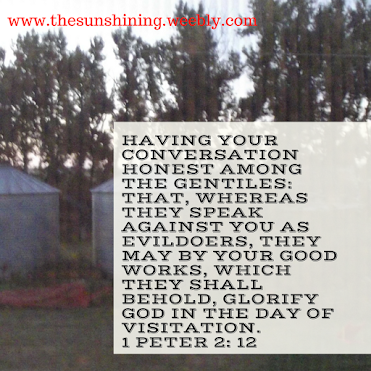 www.thesunshining.weebly.com
HAVING YOUR
CONVERSATION
HONEST AMONG
THE GENTILES:
THAT, WHEREAS
THEY SPEAK
AGAINST YOU AS
EVILDOERS, THEY
MAY BY YOUR GOOD
WORKS, WHICH
THEY SHALL
BEHOLD, GLORIFY
GOD IN THE DAY OF
VISITATION.
1 PETER 2: 12